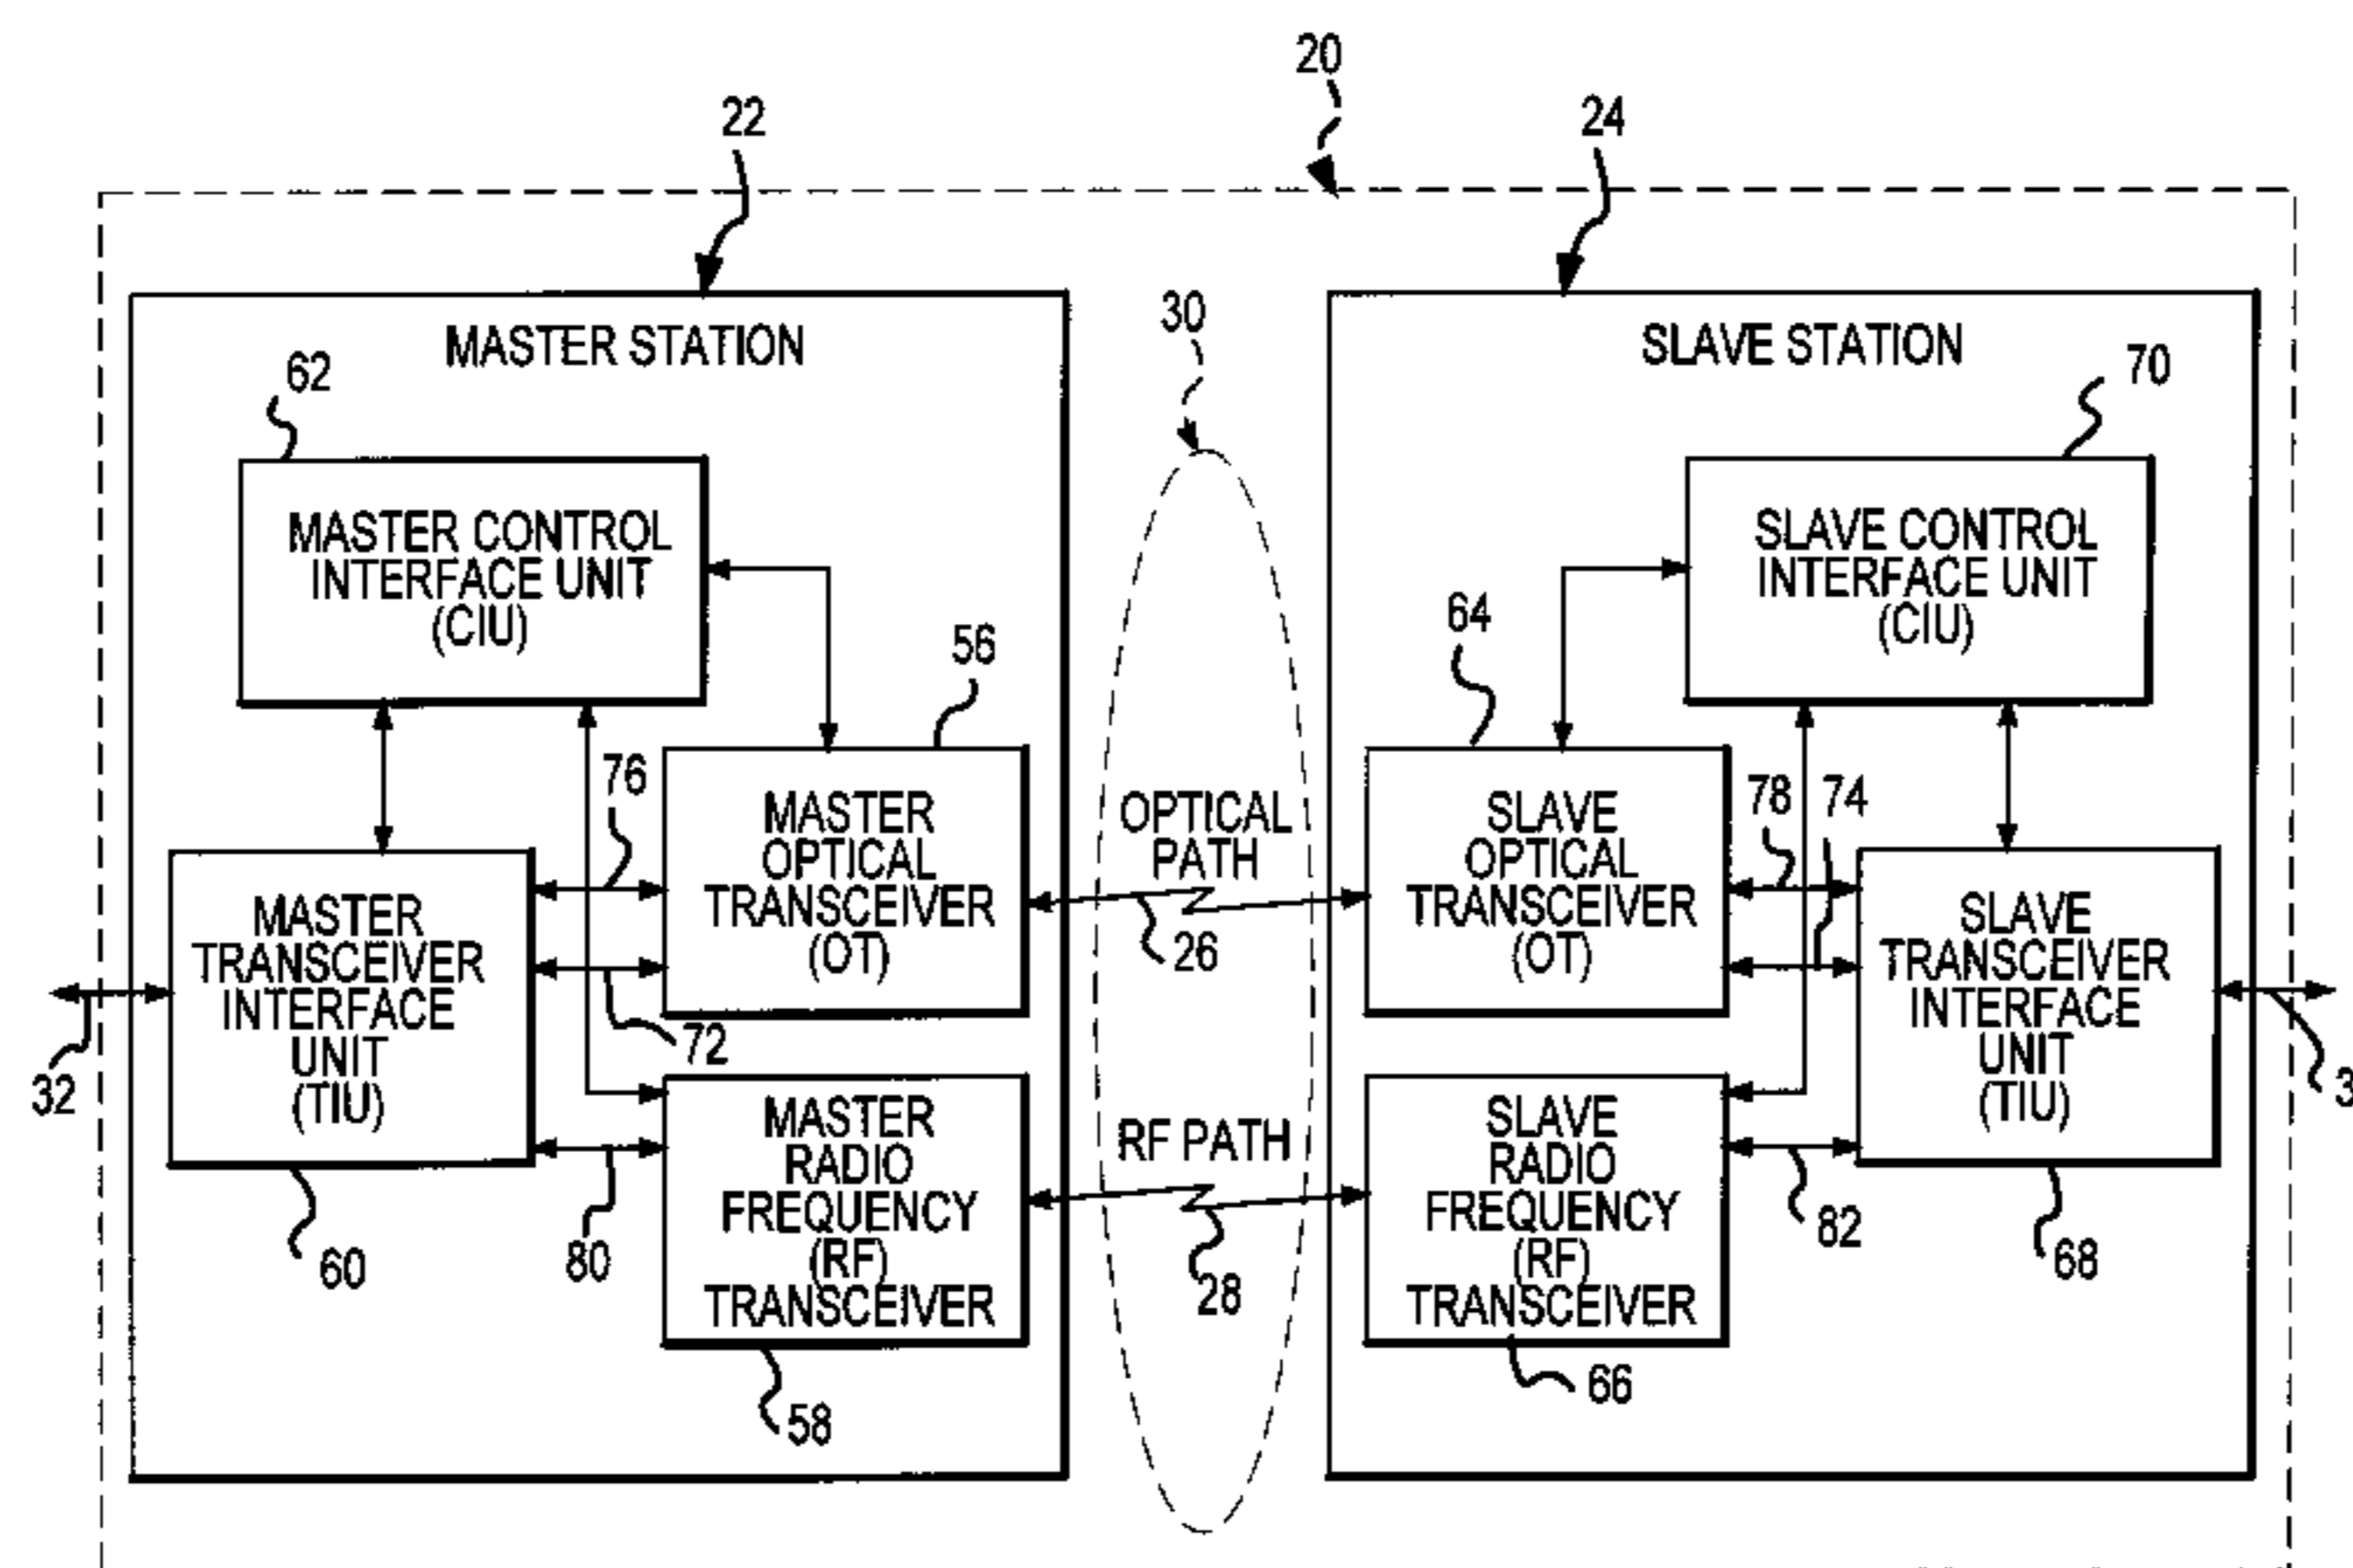 20
22
24
30
MASTER STATION
SLAVE STATION
62
70
MASTER CONTROL
INTERFACE UNIT
(CIU)
SLAVE CONTROL
INTERFACE UNIT
(CIU)
56
64
76
MASTER
OPTICAL
TRANSCEIVER
(OT)
OPTICAL
PATH
26
SLAVE
OPTICAL
TRANSCEIVER
(OT)
78
74
MASTER
TRANSCEIVER
INTERFACE
UNIT
(TIU)
72
SLAVE
TRANSCEIVER
INTERFACE
UNIT
(TIU)
32
3
MASTER
RADIO
FREQUENCY
(RF)
TRANSCEIVER
RF PATH
28
SLAVE
RADIO
FREQUENCY
(RF)
TRANSCEIVER
60
80
82
68
58
66